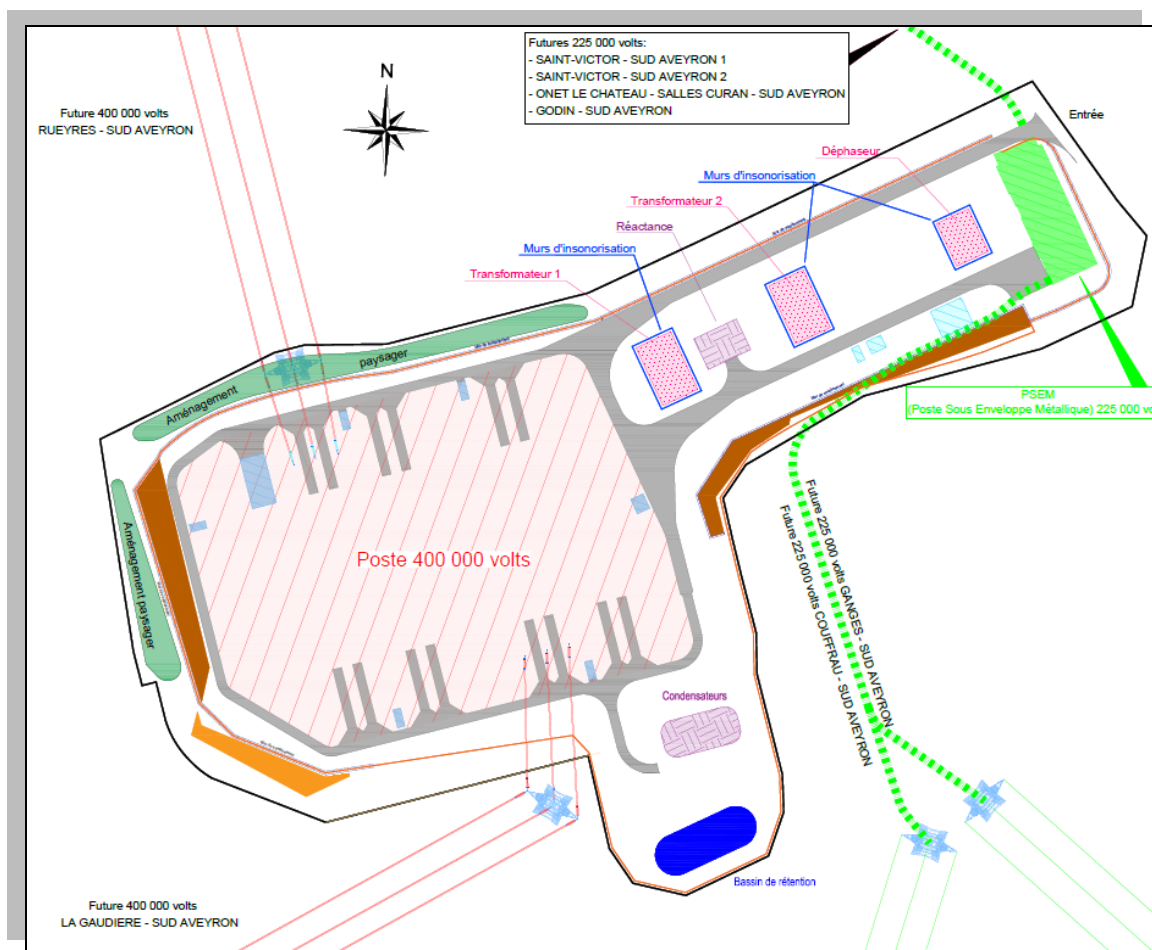 Futures 225 000 volts:
- SAINT-VICTOR - SUD AVEYRON 1
- SAINT-VICTOR - SUD AVEYRON 2
- ONET LE CHATEAU - SALLES CURAN - SUD AVEYRON
- GODIN - SUD AVEYRON
N
Future 400 000 volts
RUEYRES - SUD AVEYRON
Entrée
Déphaseur
Murs d'insonorisation
Transformateur 2
Réactance
Murs d'insonorisation
Transformateur 1
Aménagement
paysager
PSEM
(Poste Sous Enveloppe Métallique) 225 000 vo
Aménagement paysager
Poste 400 000 volts
Future 225 000 volts GANGES - SUD AVEYRON
Future 225 000 volts COUFFRAU - SUD AVEYRON
Condensateurs
Bassin de rétention
Future 400 000 volts
LA GAUDIERE - SUD AVEYRON